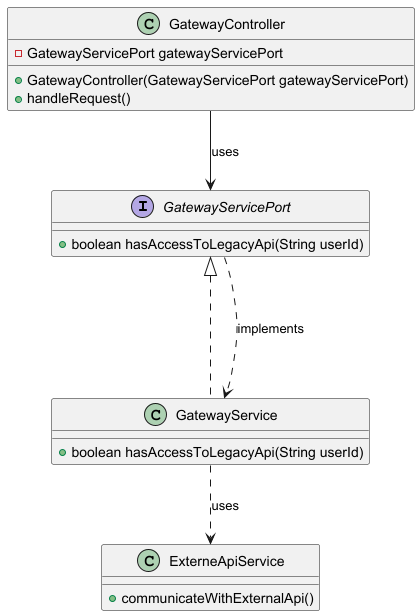 C GatewayController
GatewayServicePort gatewayServicePort
GatewayController(GatewayServicePort gatewayServicePort)
handleRequest()
uses
I GatewayServicePort
boolean hasAccessToLegacyApi(String userId)
implements
C GatewayService
boolean hasAccessToLegacyApi(String userId)
uses
C ExterneApiService
communicateWithExternalApi()